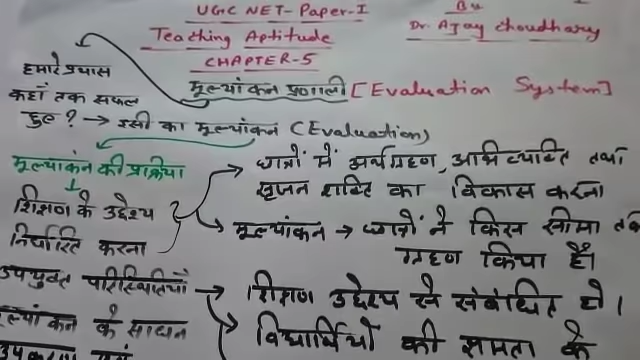 UGC NET- Paper-I
By
Teaching Aptitude
Dr. Ajay Choudhary
CHAPTER-5
मूल्यांकन प्रणाली [Evaluation System]
हमारे प्रयास
कहाँ तक सफल
हुए? → इसी का मूल्यांकन (Evaluation)
मूल्यांकन की प्रक्रिया
शिक्षण के उद्देश्य
निर्धारित करना
छात्रों में अर्थग्रहण, अभिव्यक्ति तथा
सृजन शक्ति का विकास करना
मूल्यांकन → छात्रों ने किस सीमा
ग्रहण किया है।
उपयुक्त परिस्थितियाँ
शिक्षण उद्देश्य से संबंधित हो।
के साधन
विद्यार्थियों की क्षमता के